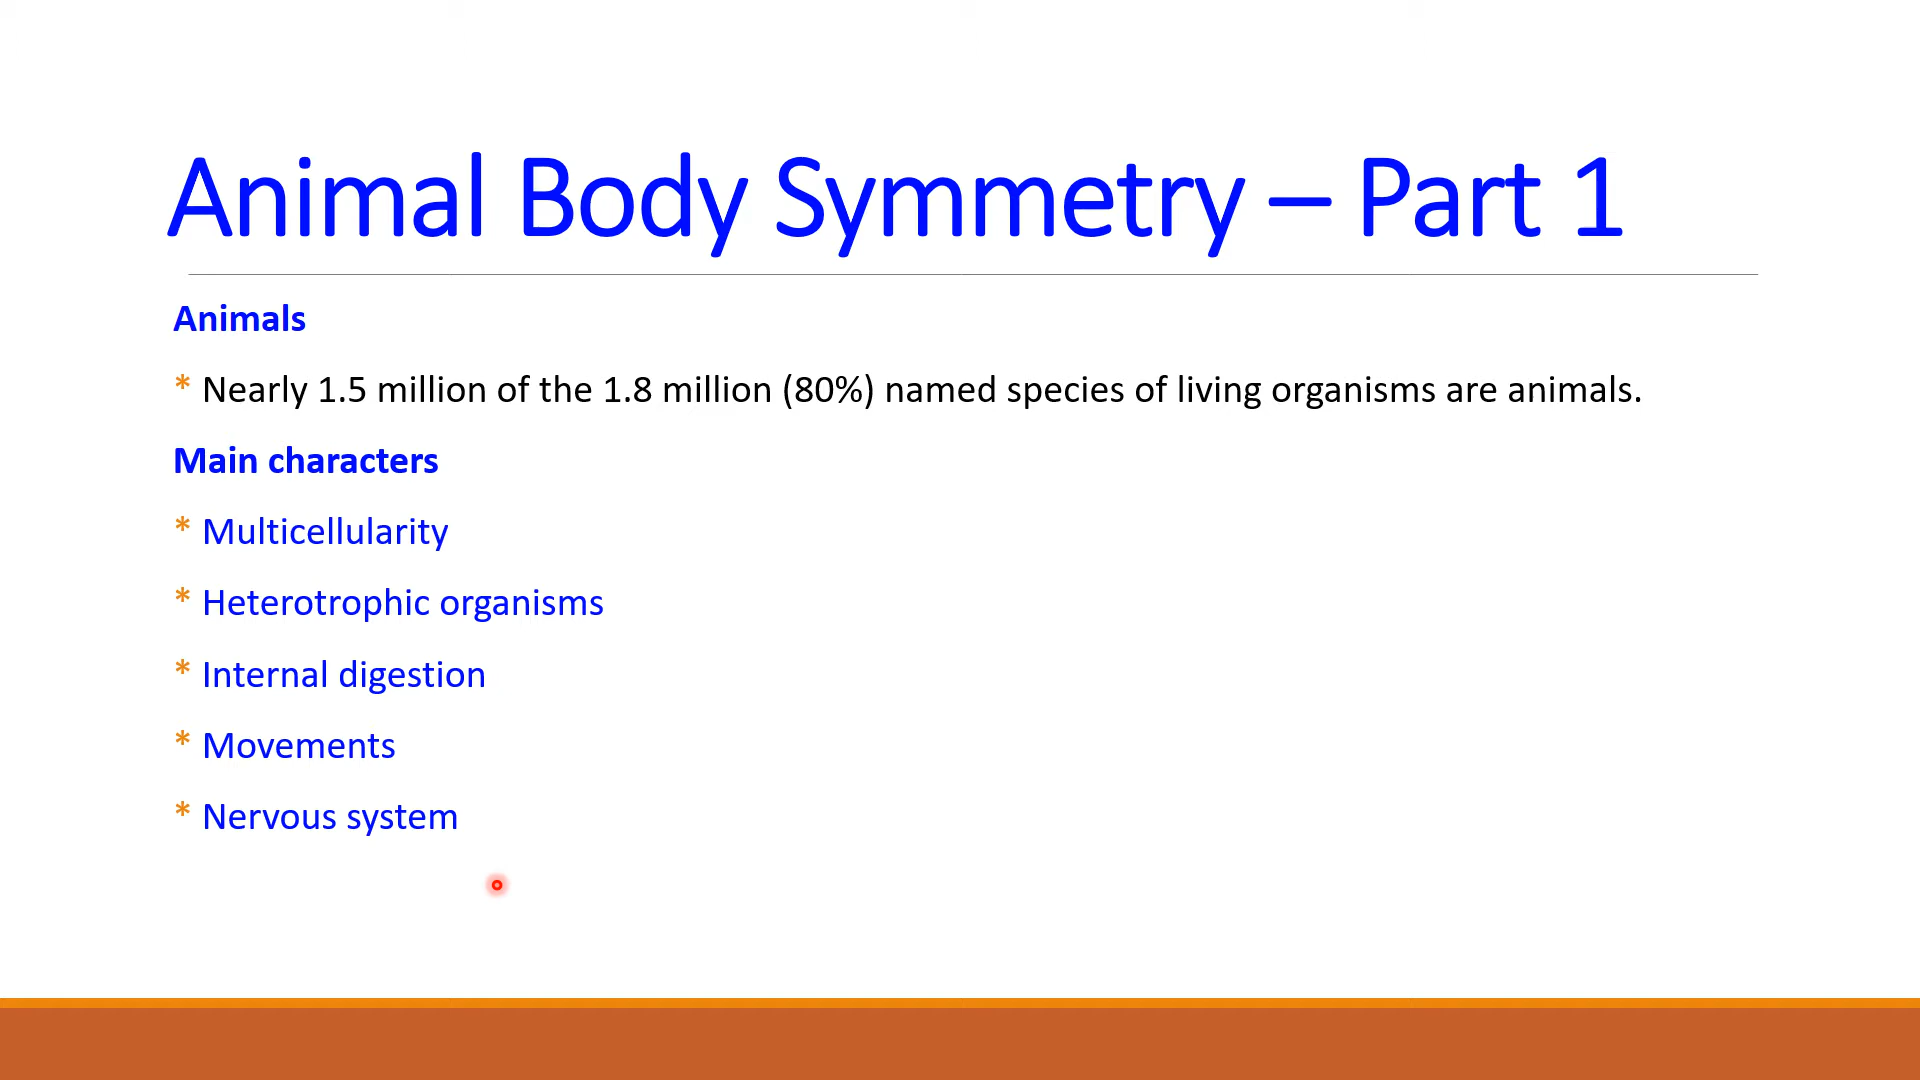 Animal Body Symmetry – Part 1
Animals
* Nearly 1.5 million of the 1.8 million (80%) named species of living organisms are animals.
Main characters
* Multicellularity
* Heterotrophic organisms
* Internal digestion
* Movements
* Nervous system